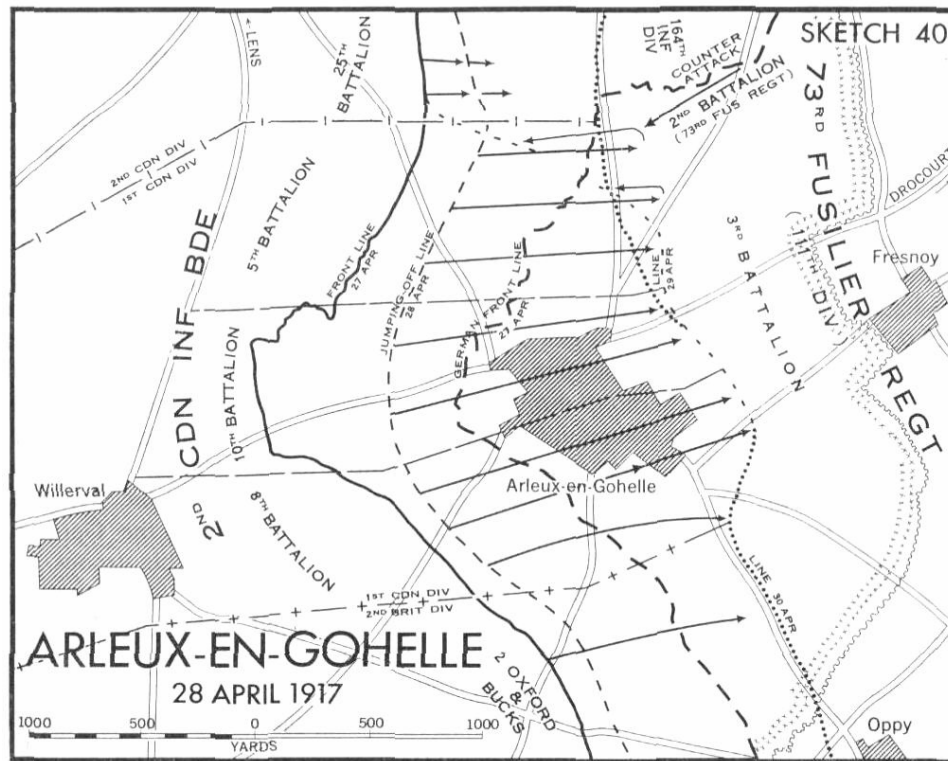 SKETCH 40
LENS
25TH
BATTALION
164TH
INF
DIV
COUNTER
ATTACK
2ND BATTALION
(73RD FUS REGT)
73RD FUSILIER REGT
2ND CDN DIV
1ST CDN DIV
5TH BATTALION
FRONT LINE
27 APR
JUMPING-OFF LINE
28 APR
GERMAN FRONT LINE
27 APR
LINE
29 APR
3RD BATTALION
(111TH DIV)
DROCOURT
Fresnoy
2ND CDN INF BDE
10TH BATTALION
Willerval
8TH BATTALION
Arleux-en-Gohelle
1ST CDN DIV
2ND BRIT DIV
LINE 30 APR
ARLEUX-EN-GOHELLE
28 APRIL 1917
2 OXFORD
&
BUCKS
Oppy
1000 500 0 500 1000
YARDS